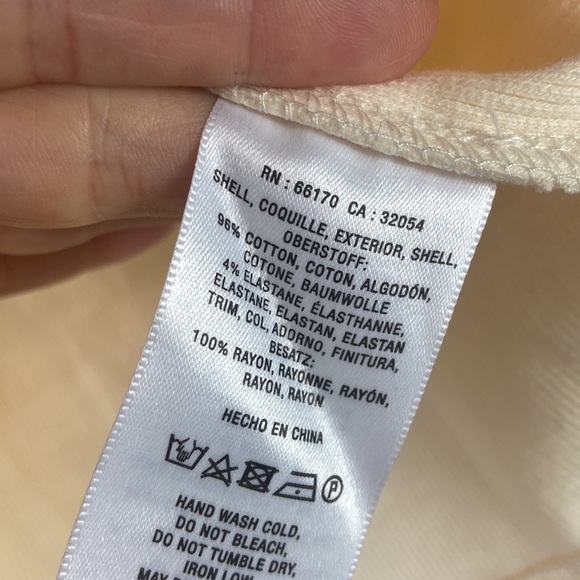 RN : 66170 CA : 32054
SHELL, COQUILLE, EXTERIOR, SHELL,
OBERSTOFF:
96% COTTON, COTON, ALGODÓN,
COTONE, BAUMWOLLE
4% ELASTANE, ÉLASTHANNE,
ELASTANE, ELASTAN, ELASTAN
TRIM, COL, ADORNO, FINITURA,
BESATZ:
100% RAYON, RAYONNE, RAYÓN,
RAYON, RAYON
HECHO EN CHINA
P
HAND WASH COLD,
DO NOT BLEACH,
DO NOT TUMBLE DRY,
IRON LOW
MAY